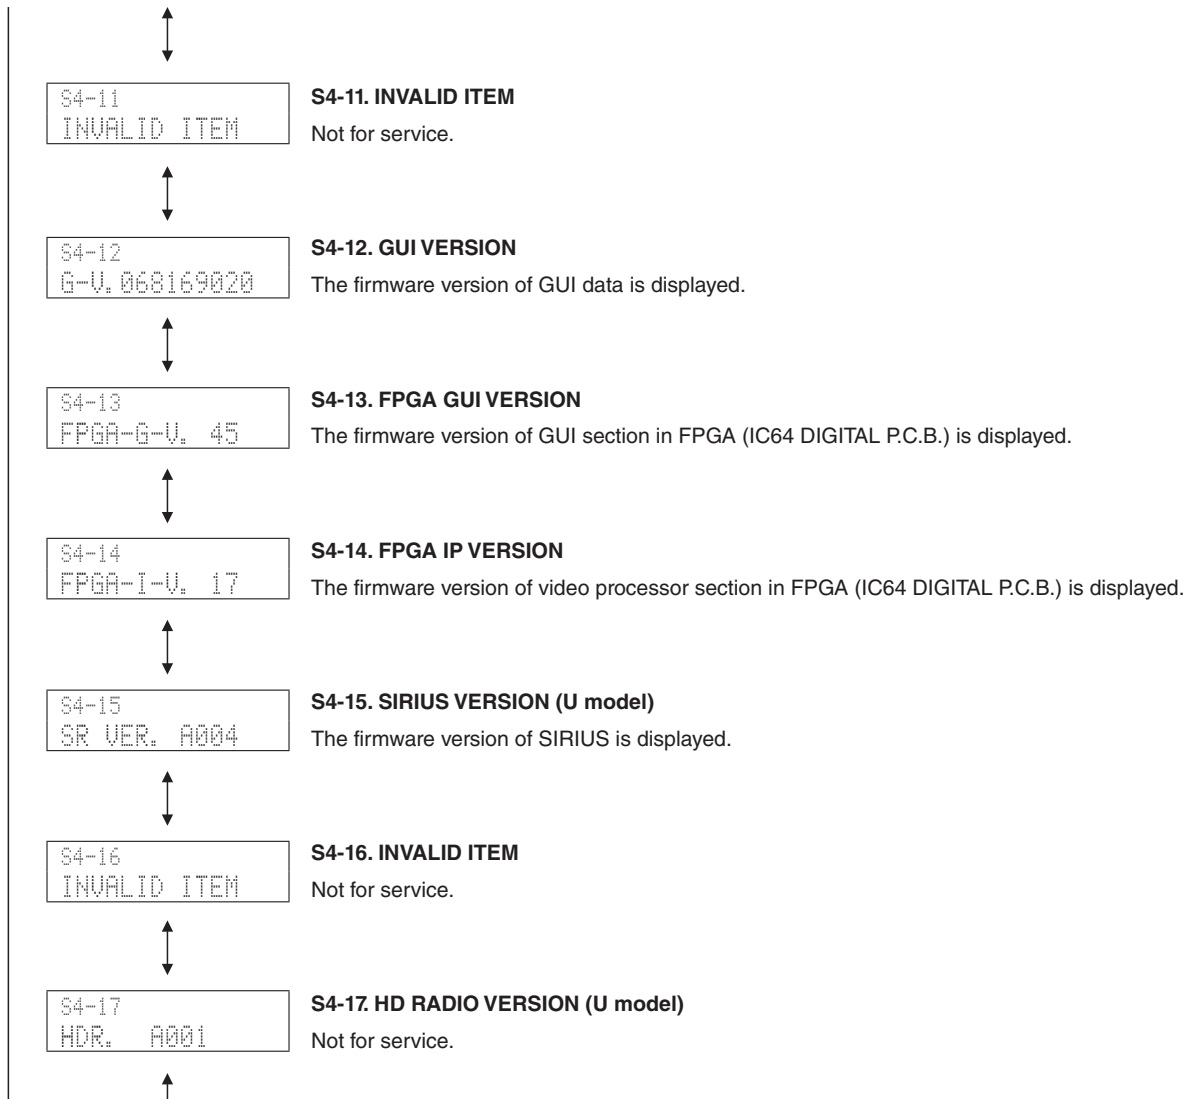 S4-11
INVALID ITEM
S4-11. INVALID ITEM
Not for service.
S4-12
G-V.068169020
S4-12. GUI VERSION
The firmware version of GUI data is displayed.
S4-13
FPGA-G-V. 45
S4-13. FPGA GUI VERSION
The firmware version of GUI section in FPGA (IC64 DIGITAL P.C.B.) is displayed.
S4-14
FPGA-I-V. 17
S4-14. FPGA IP VERSION
The firmware version of video processor section in FPGA (IC64 DIGITAL P.C.B.) is displayed.
S4-15
SR VER. A004
S4-15. SIRIUS VERSION (U model)
The firmware version of SIRIUS is displayed.
S4-16
INVALID ITEM
S4-16. INVALID ITEM
Not for service.
S4-17
HDR. A001
S4-17. HD RADIO VERSION (U model)
Not for service.